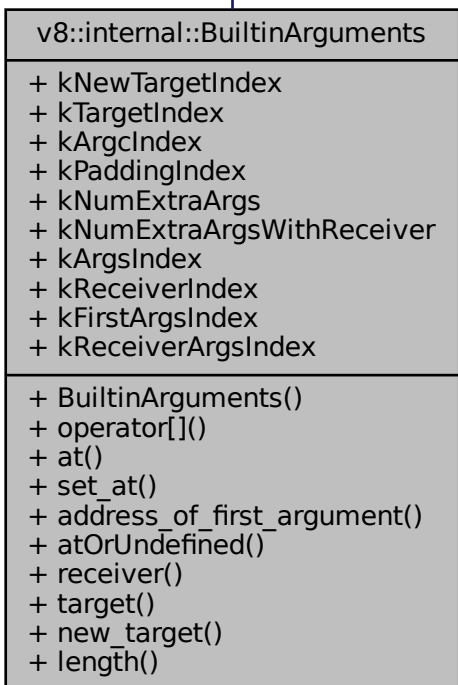 v8::internal::BuiltinArguments
+ kNewTargetIndex
+ kTargetIndex
+ kArgcIndex
+ kPaddingIndex
+ kNumExtraArgs
+ kNumExtraArgsWithReceiver
+ kArgsIndex
+ kReceiverIndex
+ kFirstArgsIndex
+ kReceiverArgsIndex
+ BuiltinArguments()
+ operator[]()
+ at()
+ set_at()
+ address_of_first_argument()
+ atOrUndefined()
+ receiver()
+ target()
+ new_target()
+ length()